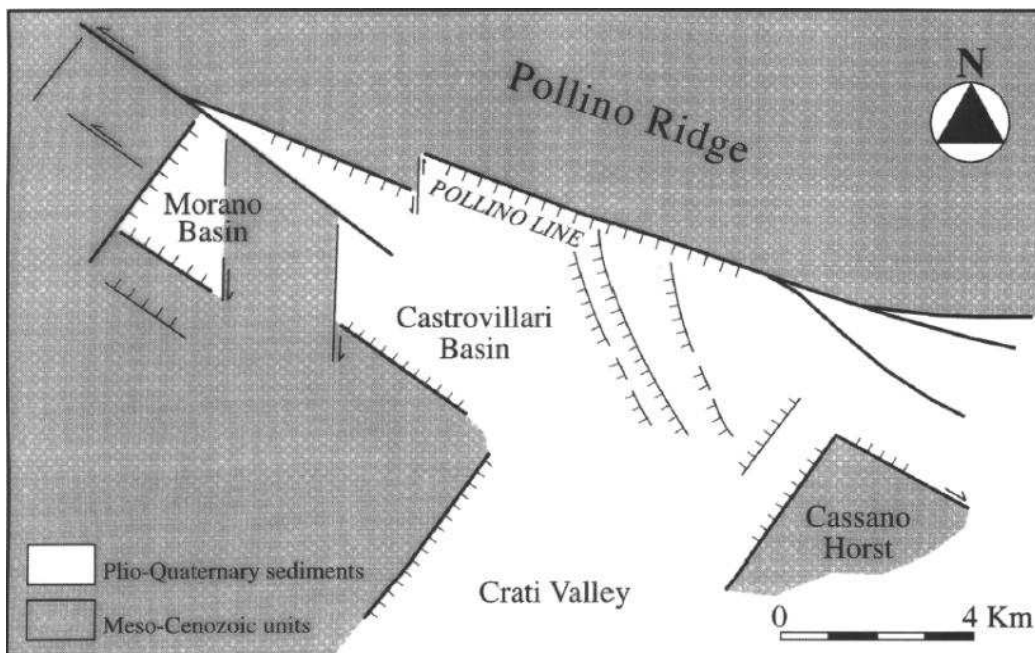 Pollino Ridge
N
POLLINO LINE
Morano
Basin
Castrovillari
Basin
Cassano
Horst
Crati Valley
Plio-Quaternary sediments
Meso-Cenozoic units
0 4 Km